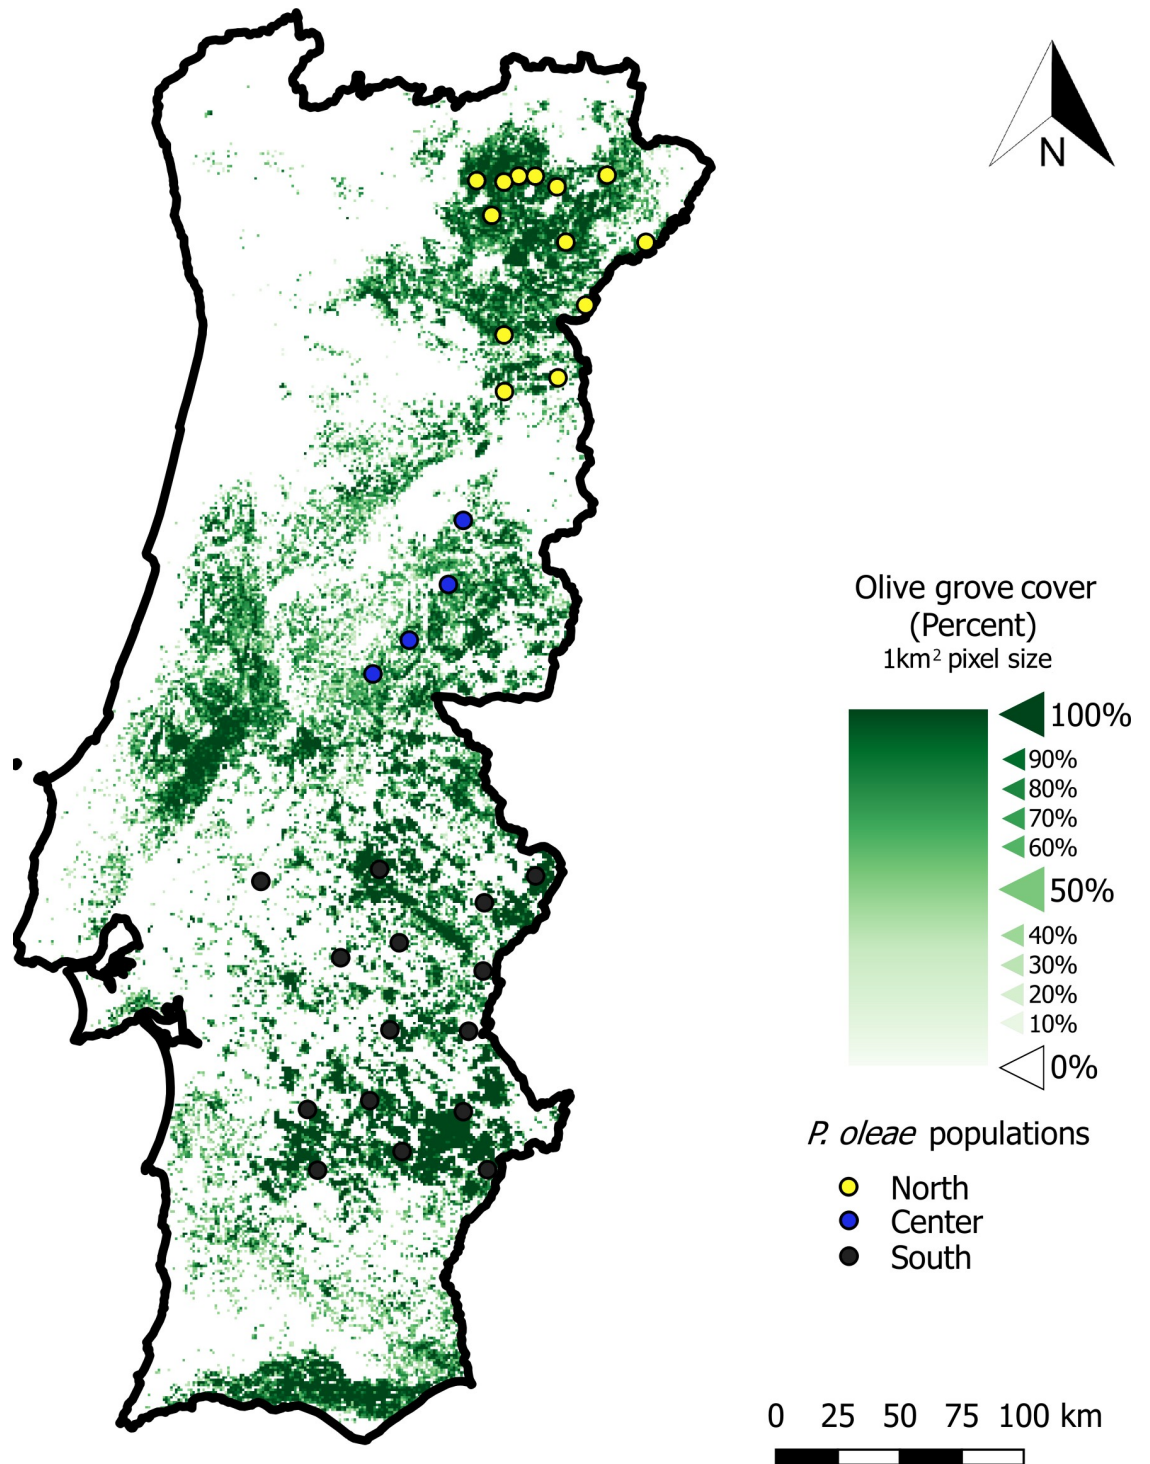 N
Olive grove cover
(Percent)
1km² pixel size
100%
90%
80%
70%
60%
50%
40%
30%
20%
10%
0%
P. oleae populations
North
Center
South
0 25 50 75 100 km